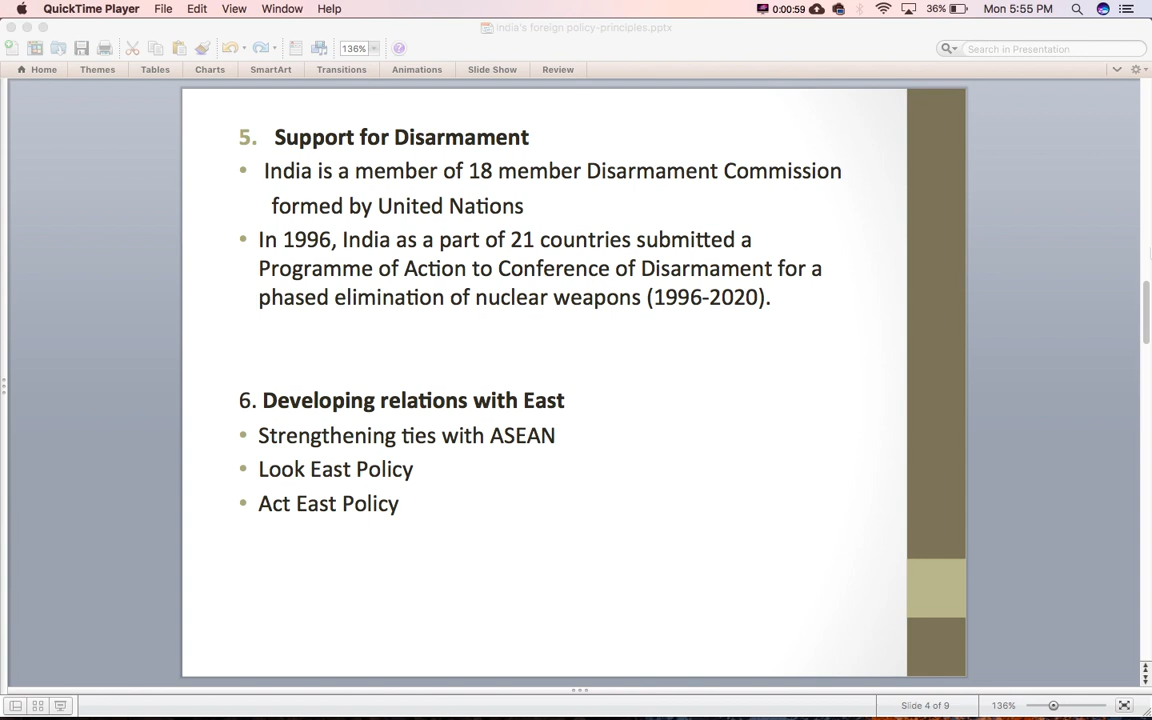 QuickTime Player File Edit View Window Help 0:00:59 36% Mon 5:55 PM
india's foreign policy-principles.pptx
136% Search in Presentation
Home Themes Tables Charts SmartArt Transitions Animations Slide Show Review
5. Support for Disarmament
• India is a member of 18 member Disarmament Commission
formed by United Nations
• In 1996, India as a part of 21 countries submitted a
Programme of Action to Conference of Disarmament for a
phased elimination of nuclear weapons (1996-2020).
6. Developing relations with East
• Strengthening ties with ASEAN
• Look East Policy
• Act East Policy
Slide 4 of 9 136%